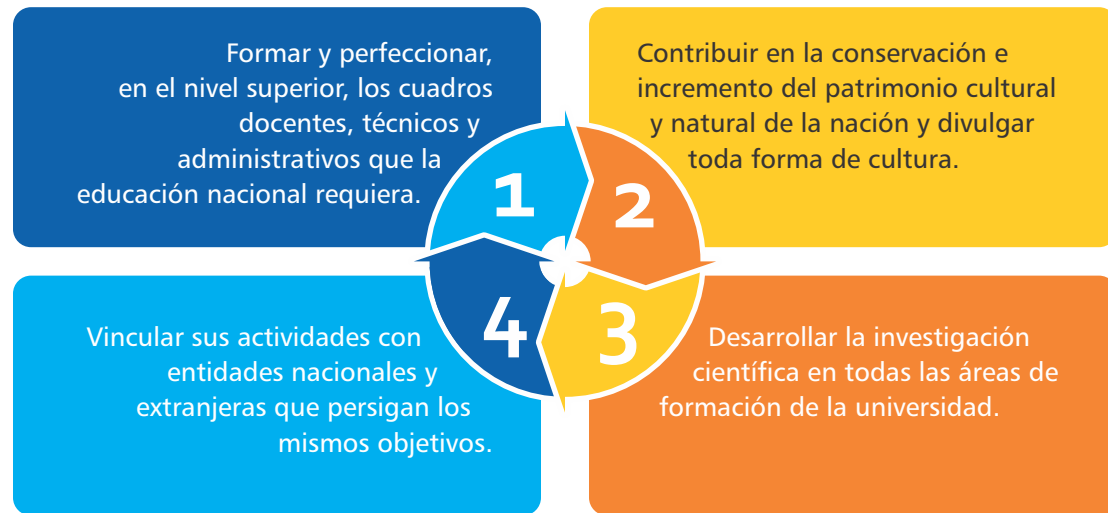 Formar y perfeccionar,
en el nivel superior, los cuadros
docentes, técnicos y
administrativos que la
educación nacional requiera.
1
Contribuir en la conservación e
incremento del patrimonio cultural
y natural de la nación y divulgar
toda forma de cultura.
2
Desarrollar la investigación
científica en todas las áreas de
formación de la universidad.
3
Vincular sus actividades con
entidades nacionales y
extranjeras que persigan los
mismos objetivos.
4